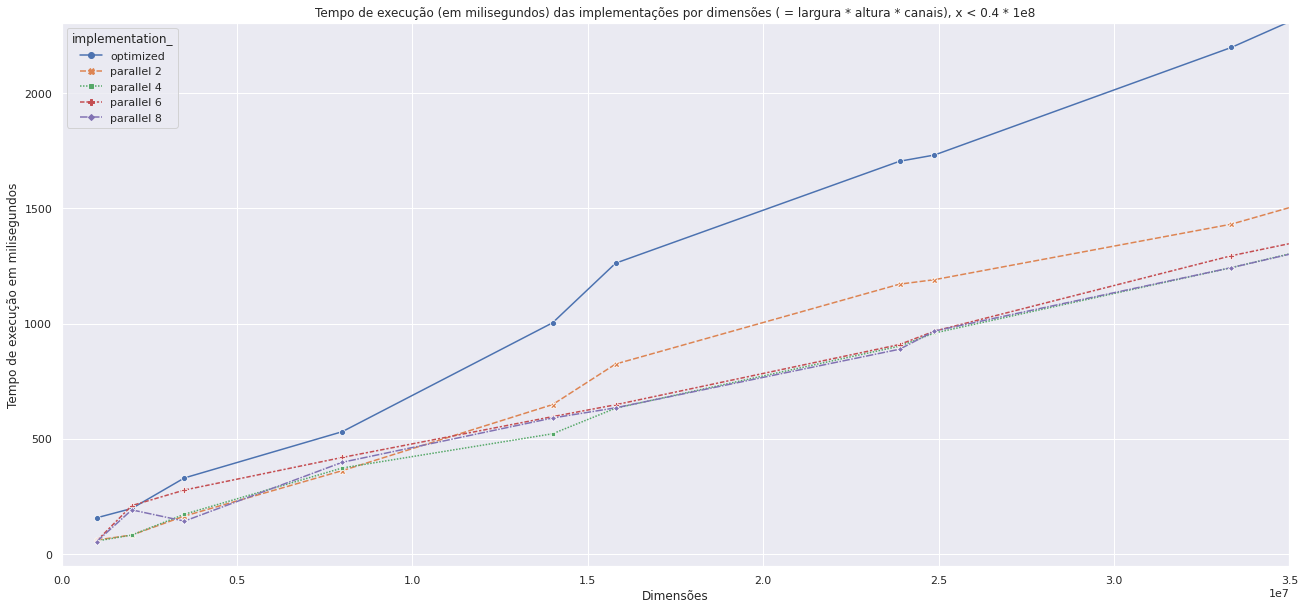 Tempo de execução (em milisegundos) das implementações por dimensões ( = largura * altura * canais), x < 0.4 * 1e8
implementation_
optimized
parallel 2
parallel 4
parallel 6
parallel 8
Tempo de execução em milisegundos
2000
1500
1000
500
0
0.0 0.5 1.0 1.5 2.0 2.5 3.0 3.5
1e7
Dimensões